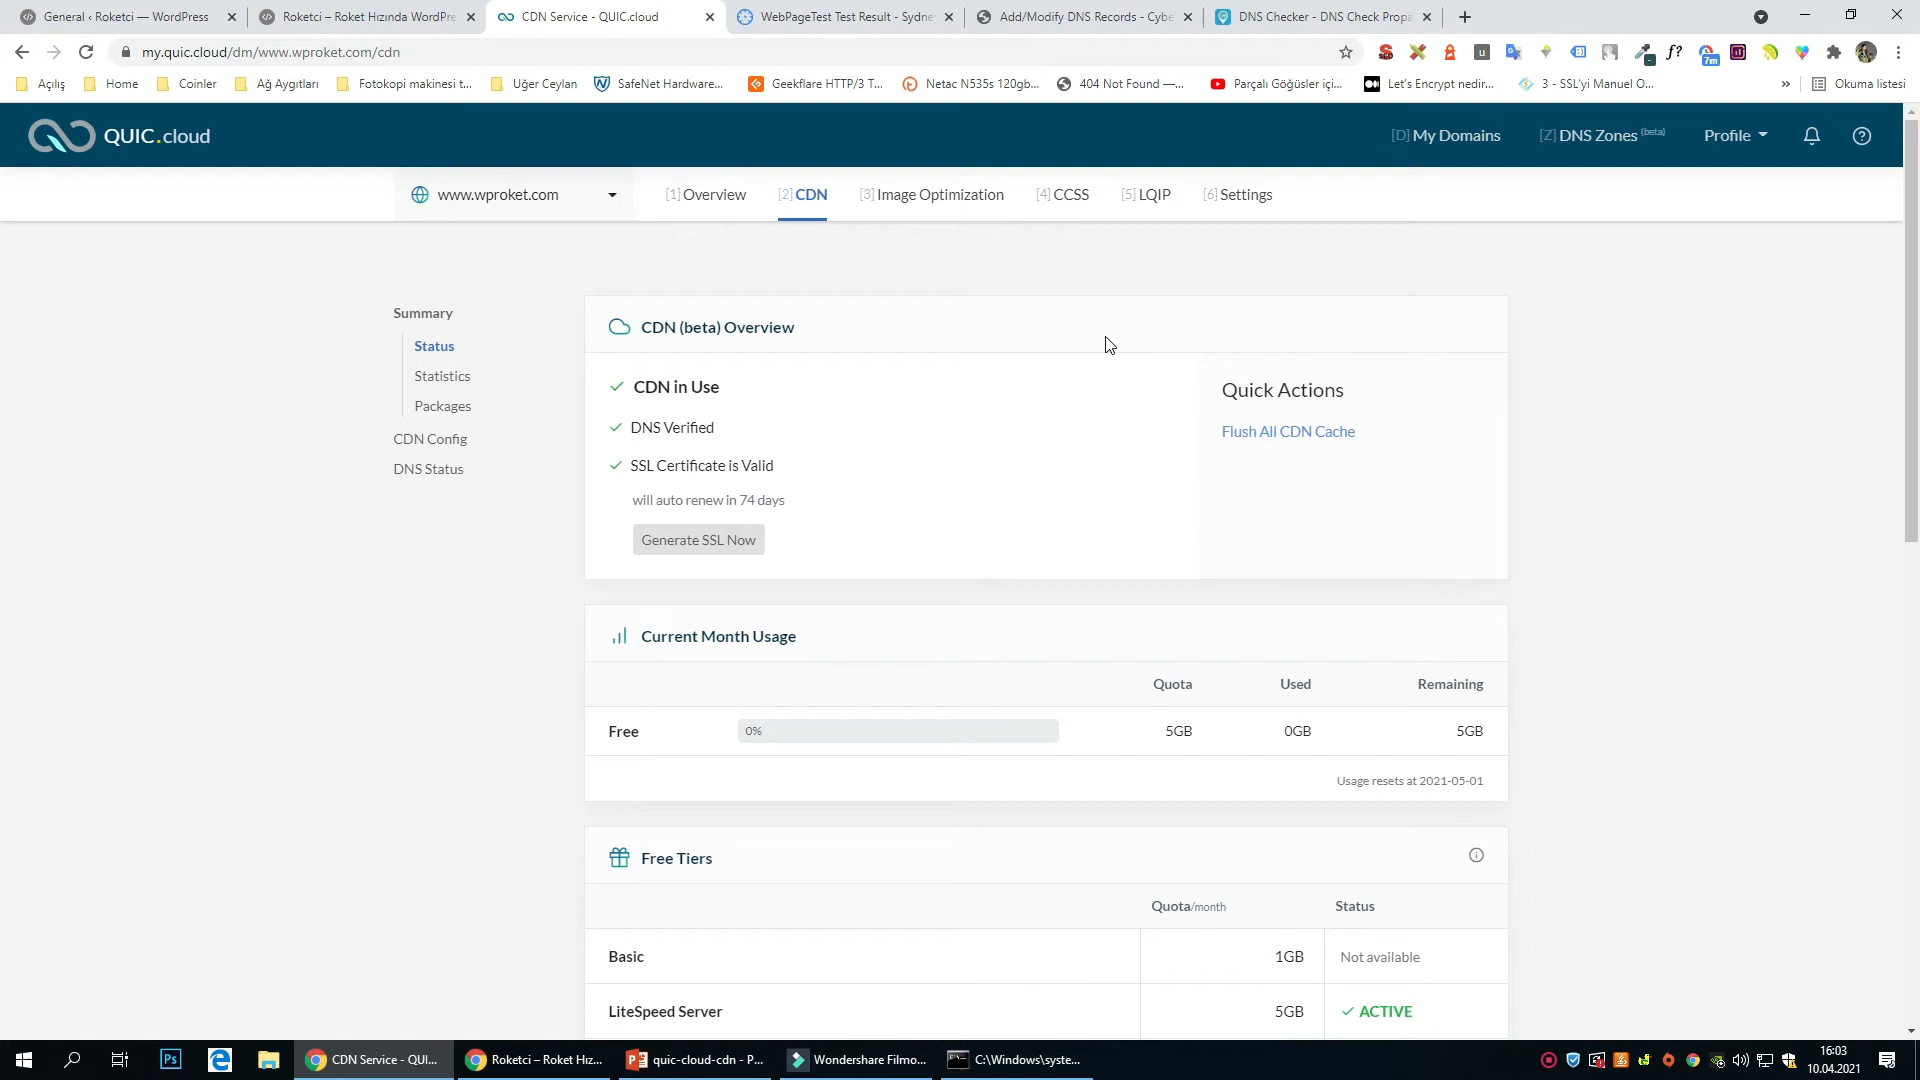 General ‹ Roketci — WordPress
Roketci – Roket Hızında WordPre
CDN Service - QUIC.cloud
WebPageTest Test Result - Sydne
Add/Modify DNS Records - Cybe
DNS Checker - DNS Check Propa
my.quic.cloud/dm/www.wproket.com/cdn
7m
Açılış
Home
Coinler
Ağ Aygıtları
Fotokopi makinesi t...
Uğer Ceylan
SafeNet Hardware...
Geekflare HTTP/3 T...
Netac N535s 120gb...
404 Not Found —...
Parçalı Göğüsler içi...
Let's Encrypt nedir...
3 - SSL'yi Manuel O...
Okuma listesi
QUIC.cloud
[D] My Domains
[Z] DNS Zones (beta)
Profile
www.wproket.com
[1] Overview
[2] CDN
[3] Image Optimization
[4] CCSS
[5] LQIP
[6] Settings
Summary
Status
Statistics
Packages
CDN Config
DNS Status
CDN (beta) Overview
CDN in Use
DNS Verified
SSL Certificate is Valid
will auto renew in 74 days
Generate SSL Now
Quick Actions
Flush All CDN Cache
Current Month Usage
Quota Used Remaining
Free 0% 5GB 0GB 5GB
Usage resets at 2021-05-01
Free Tiers
Quota/month Status
Basic 1GB Not available
LiteSpeed Server 5GB ACTIVE
Ps
CDN Service - QUI...
Roketci – Roket Hız...
quic-cloud-cdn - P...
Wondershare Filmo...
C:\Windows\syste...
16:03
10.04.2021